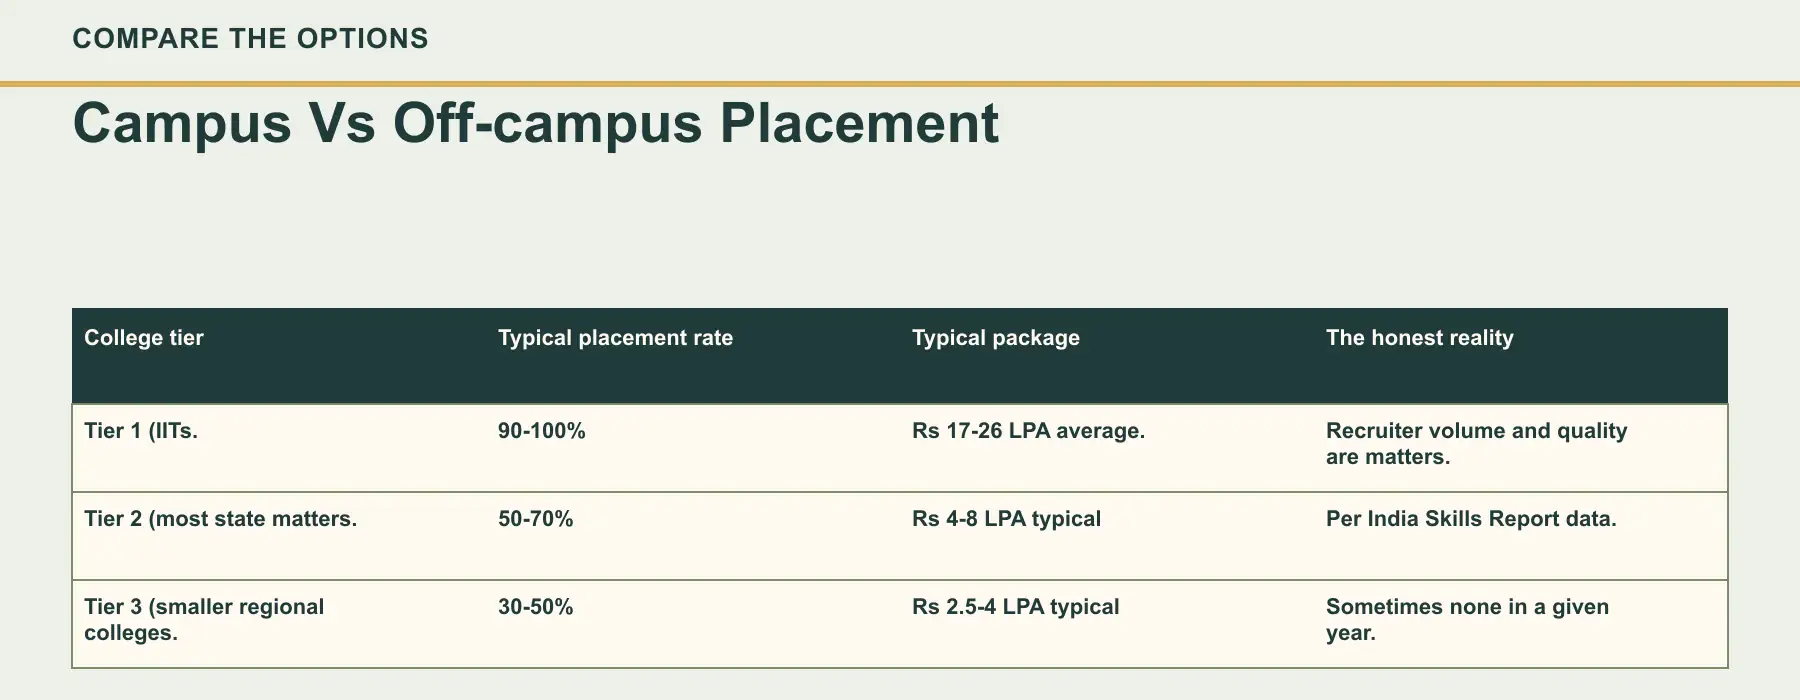 COMPARE THE OPTIONS
Campus Vs Off-campus Placement
College tier
Typical placement rate
Typical package
The honest reality
Tier 1 (IITs.
90-100%
Rs 17-26 LPA average.
Recruiter volume and quality
are matters.
Tier 2 (most state matters.
50-70%
Rs 4-8 LPA typical
Per India Skills Report data.
Tier 3 (smaller regional
colleges.
30-50%
Rs 2.5-4 LPA typical
Sometimes none in a given
year.